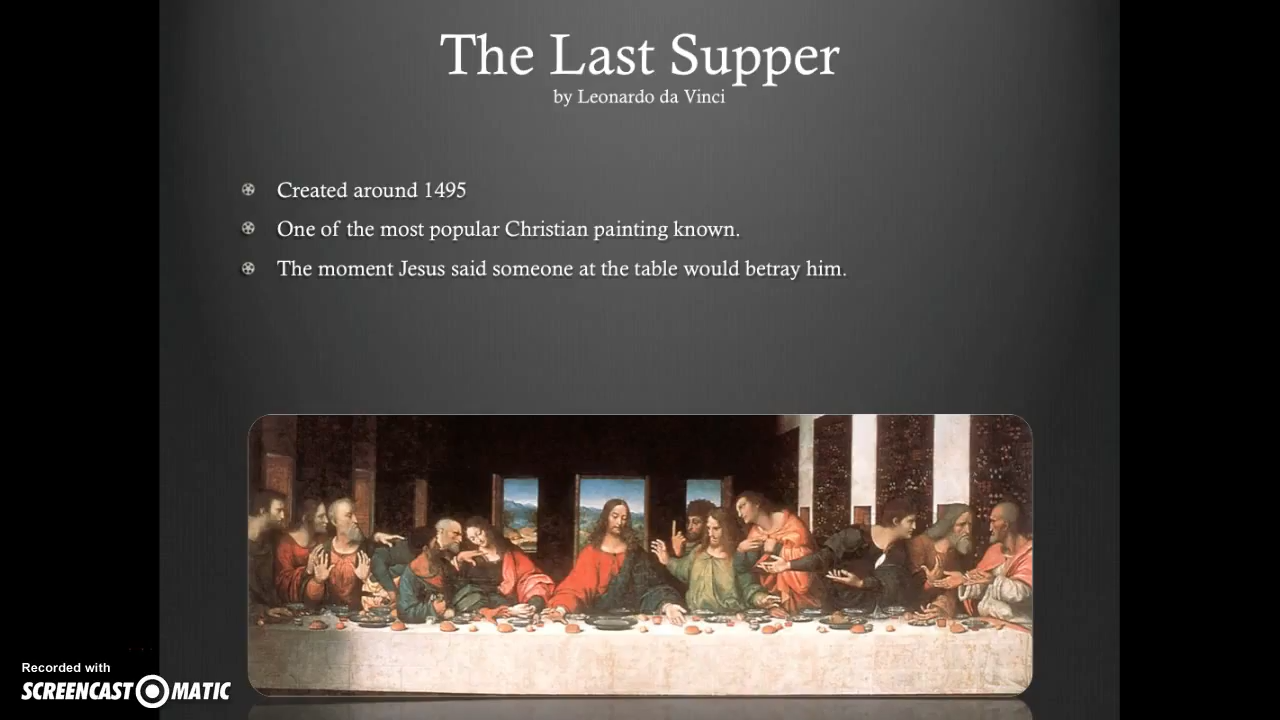 The Last Supper
by Leonardo da Vinci
Created around 1495
One of the most popular Christian painting known.
The moment Jesus said someone at the table would betray him.
Recorded with
SCREENCAST MATIC